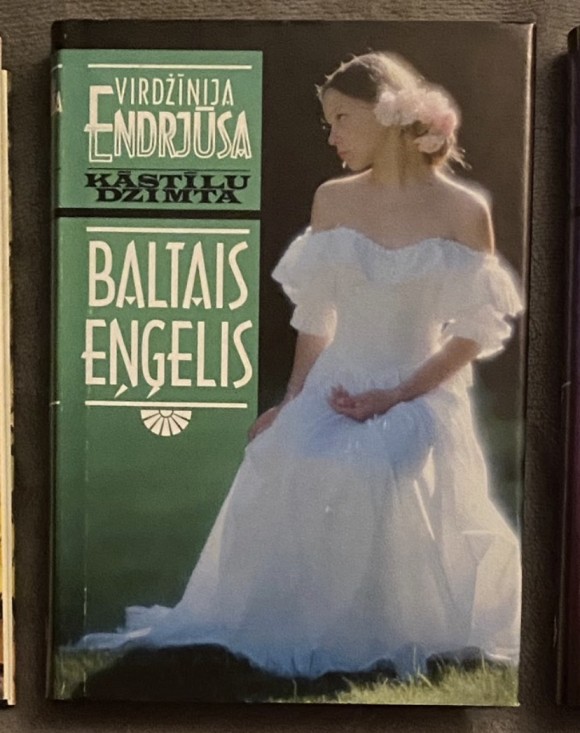 VIRDŽĪNIJA
ENDRJŪSA
KĀSTĪLU
DZIMTA
BALTAIS
EŅĢELIS